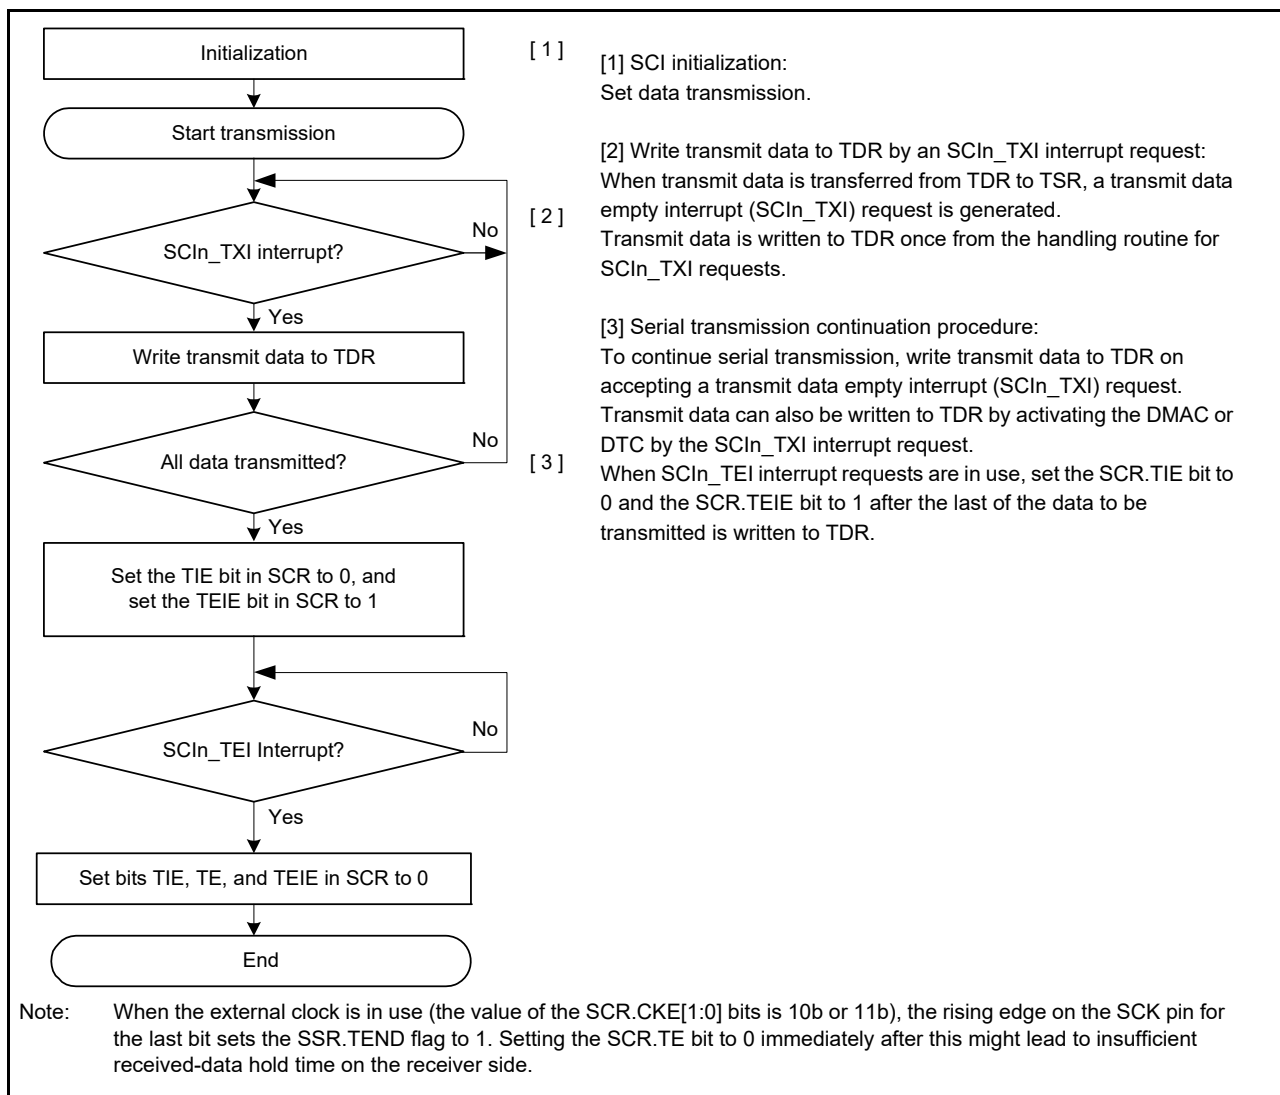 Initialization
[ 1 ]
Start transmission
SCIn_TXI interrupt?
No
[ 2 ]
Yes
Write transmit data to TDR
All data transmitted?
No
[ 3 ]
Yes
Set the TIE bit in SCR to 0, and
set the TEIE bit in SCR to 1
SCIn_TEI Interrupt?
No
Yes
Set bits TIE, TE, and TEIE in SCR to 0
End
[1] SCI initialization:
Set data transmission.
[2] Write transmit data to TDR by an SCIn_TXI interrupt request:
When transmit data is transferred from TDR to TSR, a transmit data
empty interrupt (SCIn_TXI) request is generated.
Transmit data is written to TDR once from the handling routine for
SCIn_TXI requests.
[3] Serial transmission continuation procedure:
To continue serial transmission, write transmit data to TDR on
accepting a transmit data empty interrupt (SCIn_TXI) request.
Transmit data can also be written to TDR by activating the DMAC or
DTC by the SCIn_TXI interrupt request.
When SCIn_TEI interrupt requests are in use, set the SCR.TIE bit to
0 and the SCR.TEIE bit to 1 after the last of the data to be
transmitted is written to TDR.
Note: When the external clock is in use (the value of the SCR.CKE[1:0] bits is 10b or 11b), the rising edge on the SCK pin for
the last bit sets the SSR.TEND flag to 1. Setting the SCR.TE bit to 0 immediately after this might lead to insufficient
received-data hold time on the receiver side.